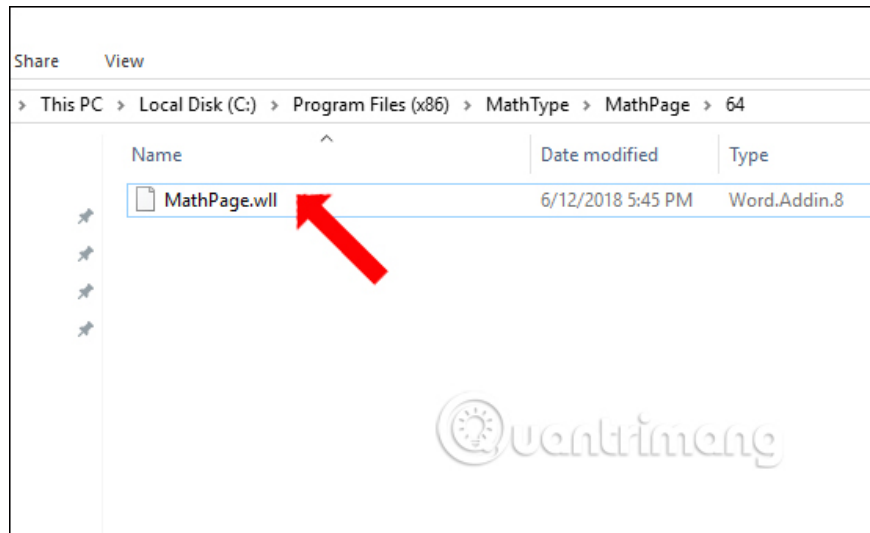 Share View
This PC Local Disk (C:) Program Files (x86) MathType MathPage 64
Name Date modified Type
MathPage.wll 6/12/2018 5:45 PM Word.Addin.8
Quantrimang